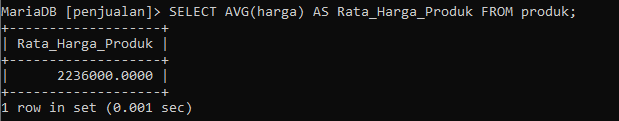 MariaDB [penjualan]> SELECT AVG(harga) AS Rata_Harga_Produk FROM produk;
+-------------------+
| Rata_Harga_Produk |
+-------------------+
|      2236000.0000 |
+-------------------+
1 row in set (0.001 sec)